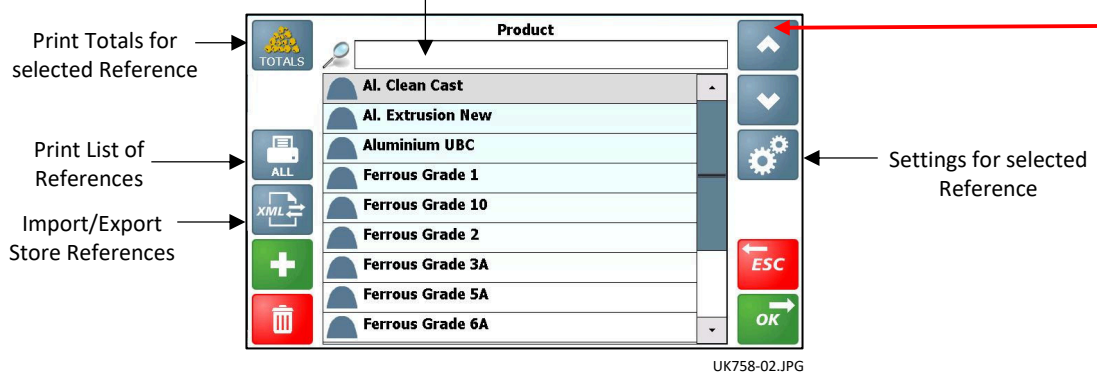 Product
Print Totals for
selected Reference
TOTALS
Al. Clean Cast
Al. Extrusion New
Print List of
References
ALL
Aluminium UBC
Ferrous Grade 1
Settings for selected
Reference
Import/Export
Store References
XML
Ferrous Grade 10
Ferrous Grade 2
Ferrous Grade 3A
ESC
Ferrous Grade 5A
Ferrous Grade 6A
OK
UK758-02.JPG